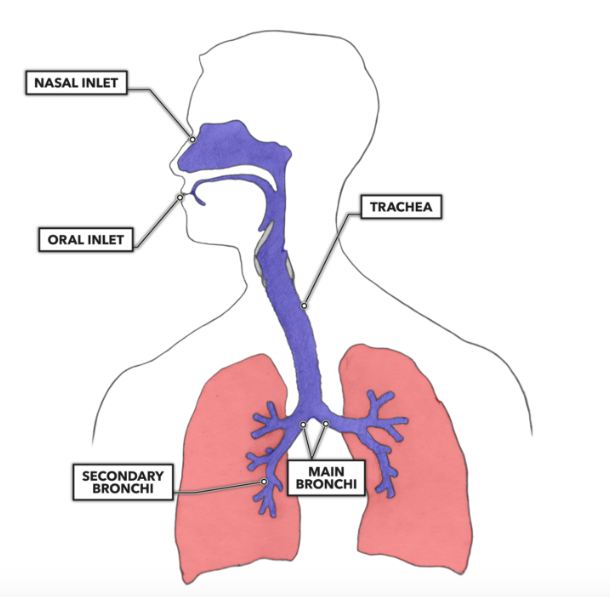 NASAL INLET
ORAL INLET
TRACHEA
SECONDARY
BRONCHI
MAIN
BRONCHI